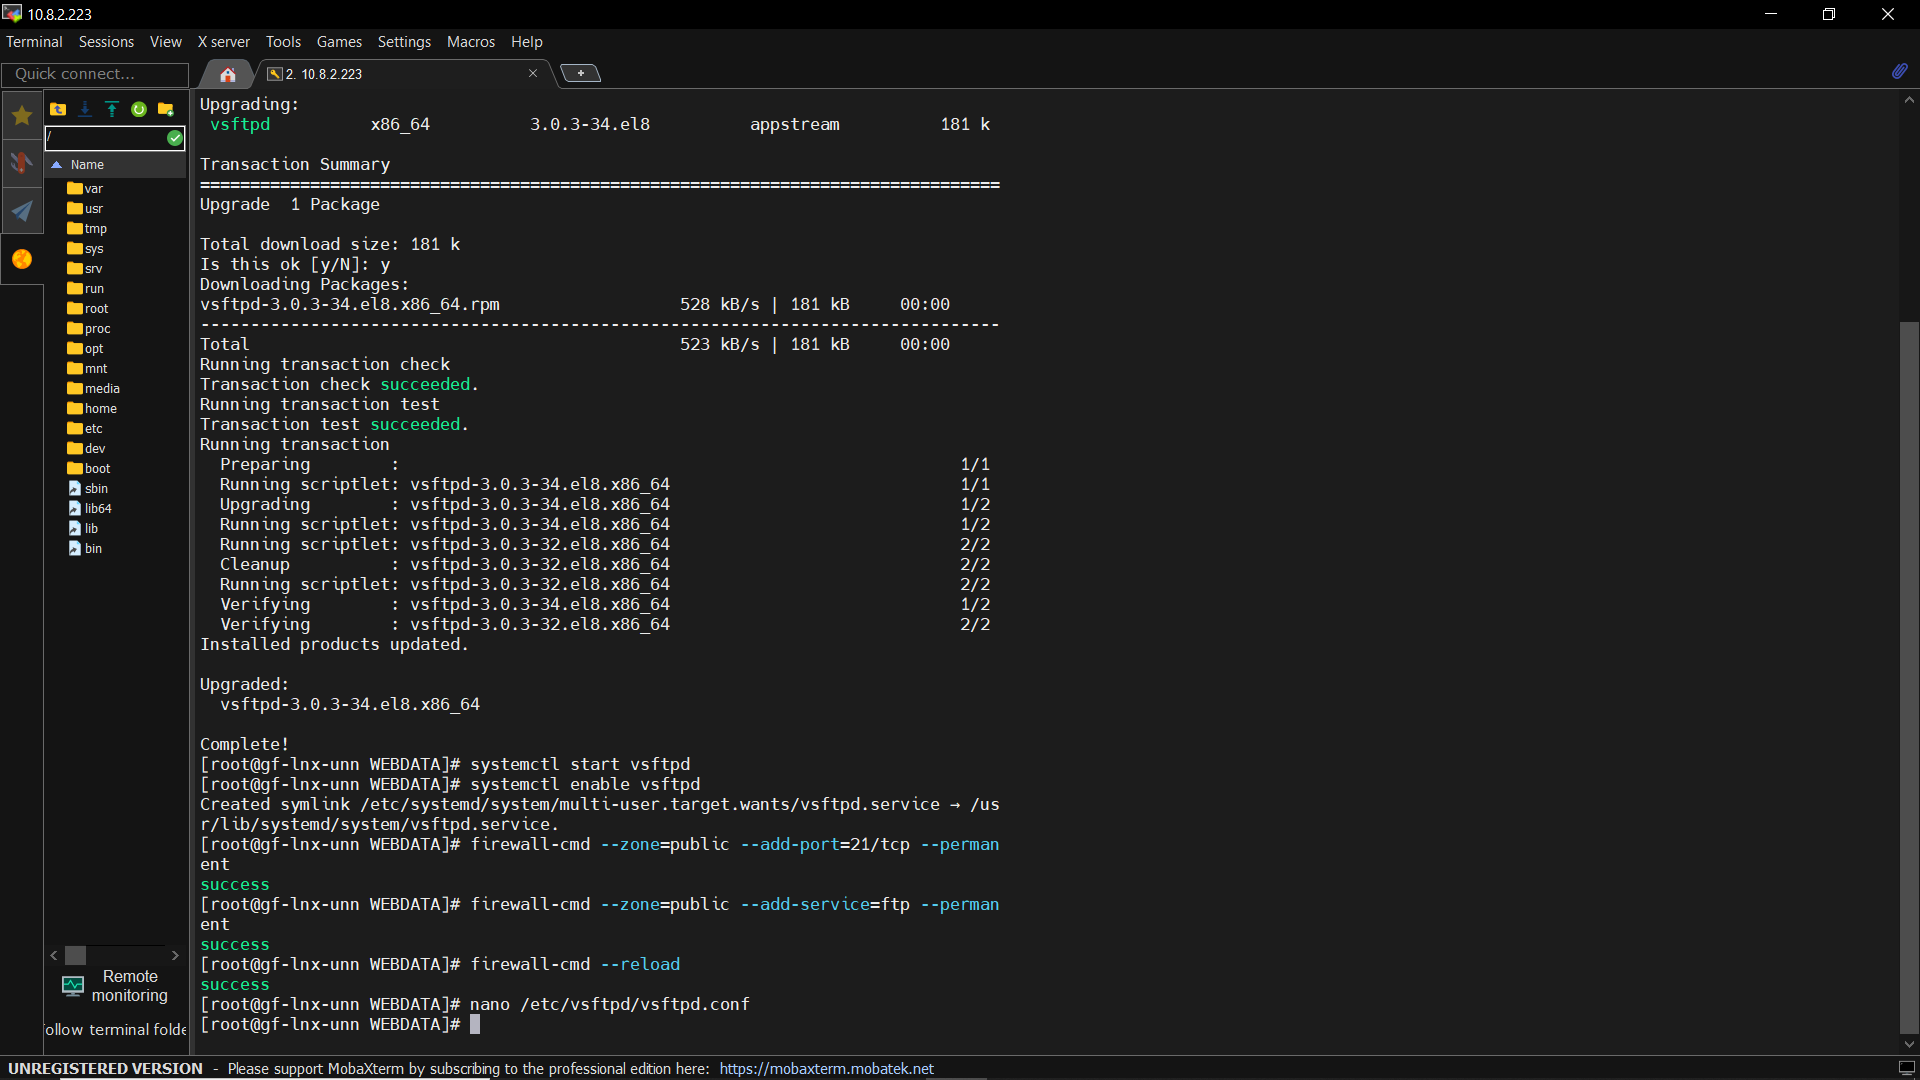 10.8.2.223
Terminal Sessions View X server Tools Games Settings Macros Help
Quick connect...
2. 10.8.2.223
/
Name
var
usr
tmp
sys
srv
run
root
proc
opt
mnt
media
home
etc
dev
boot
sbin
lib64
lib
bin
Remote
monitoring
ollow terminal folde
Upgrading:
vsftpd x86_64 3.0.3-34.el8 appstream 181 k
Transaction Summary
================================================================================
Upgrade 1 Package
Total download size: 181 k
Is this ok [y/N]: y
Downloading Packages:
vsftpd-3.0.3-34.el8.x86_64.rpm 528 kB/s | 181 kB 00:00
--------------------------------------------------------------------------------
Total 523 kB/s | 181 kB 00:00
Running transaction check
Transaction check succeeded.
Running transaction test
Transaction test succeeded.
Running transaction
Preparing : 1/1
Running scriptlet: vsftpd-3.0.3-34.el8.x86_64 1/1
Upgrading : vsftpd-3.0.3-34.el8.x86_64 1/2
Running scriptlet: vsftpd-3.0.3-34.el8.x86_64 1/2
Running scriptlet: vsftpd-3.0.3-32.el8.x86_64 2/2
Cleanup : vsftpd-3.0.3-32.el8.x86_64 2/2
Running scriptlet: vsftpd-3.0.3-32.el8.x86_64 2/2
Verifying : vsftpd-3.0.3-34.el8.x86_64 1/2
Verifying : vsftpd-3.0.3-32.el8.x86_64 2/2
Installed products updated.
Upgraded:
vsftpd-3.0.3-34.el8.x86_64
Complete!
[root@gf-lnx-unn WEBDATA]# systemctl start vsftpd
[root@gf-lnx-unn WEBDATA]# systemctl enable vsftpd
Created symlink /etc/systemd/system/multi-user.target.wants/vsftpd.service → /us
r/lib/systemd/system/vsftpd.service.
[root@gf-lnx-unn WEBDATA]# firewall-cmd --zone=public --add-port=21/tcp --perman
ent
success
[root@gf-lnx-unn WEBDATA]# firewall-cmd --zone=public --add-service=ftp --perman
ent
success
[root@gf-lnx-unn WEBDATA]# firewall-cmd --reload
success
[root@gf-lnx-unn WEBDATA]# nano /etc/vsftpd/vsftpd.conf
[root@gf-lnx-unn WEBDATA]#
UNREGISTERED VERSION - Please support MobaXterm by subscribing to the professional edition here: https://mobaxterm.mobatek.net